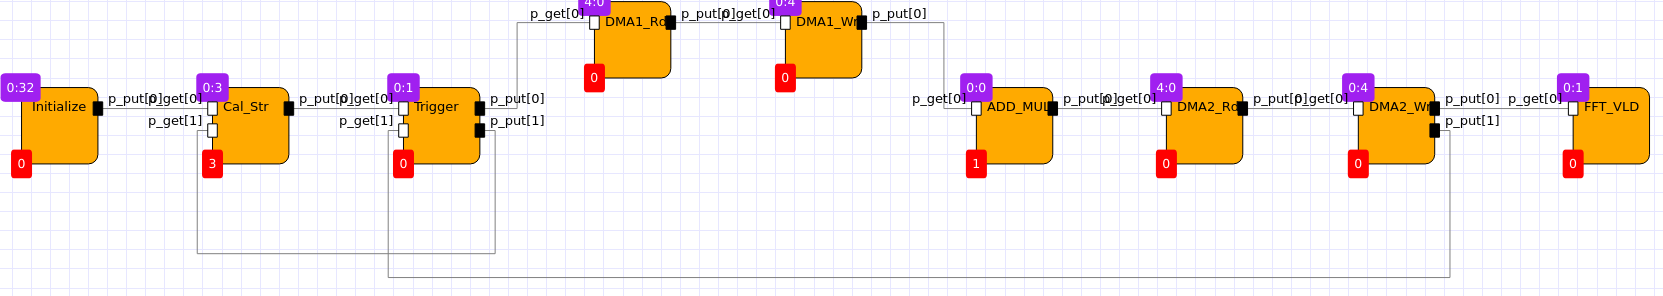 4:0
0:4
p_get[0] DMA1_Rd p_put[0] p_get[0] DMA1_Wr p_put[0]
0 0
0:32 0:3 0:1 0:0 4:0 0:4 0:1
Initialize p_put[0] p_get[0] Cal_Str p_put[0] p_get[0] Trigger p_put[0] p_get[0] ADD_MUL p_put[0] p_get[0] DMA2_Rd p_put[0] p_get[0] DMA2_Wr p_put[0] p_get[0] FFT_VLD
p_get[1] p_get[1] p_put[1] p_put[1]
0 3 0 1 0 0 0